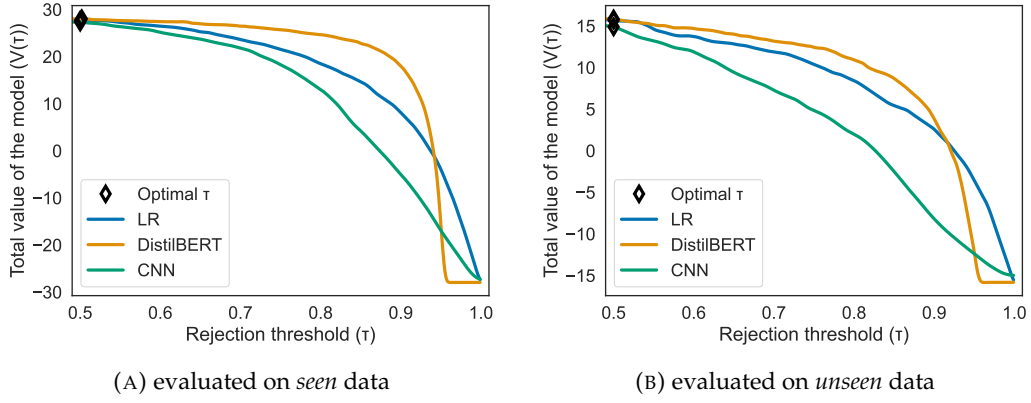 30
20
10
0
−10
−20
−30
Total value of the model (V(τ))
Optimal τ
LR
DistilBERT
CNN
0.5 0.6 0.7 0.8 0.9 1.0
Rejection threshold (τ)
(A) evaluated on seen data
15
10
5
0
−5
−10
−15
Total value of the model (V(τ))
Optimal τ
LR
DistilBERT
CNN
0.5 0.6 0.7 0.8 0.9 1.0
Rejection threshold (τ)
(B) evaluated on unseen data